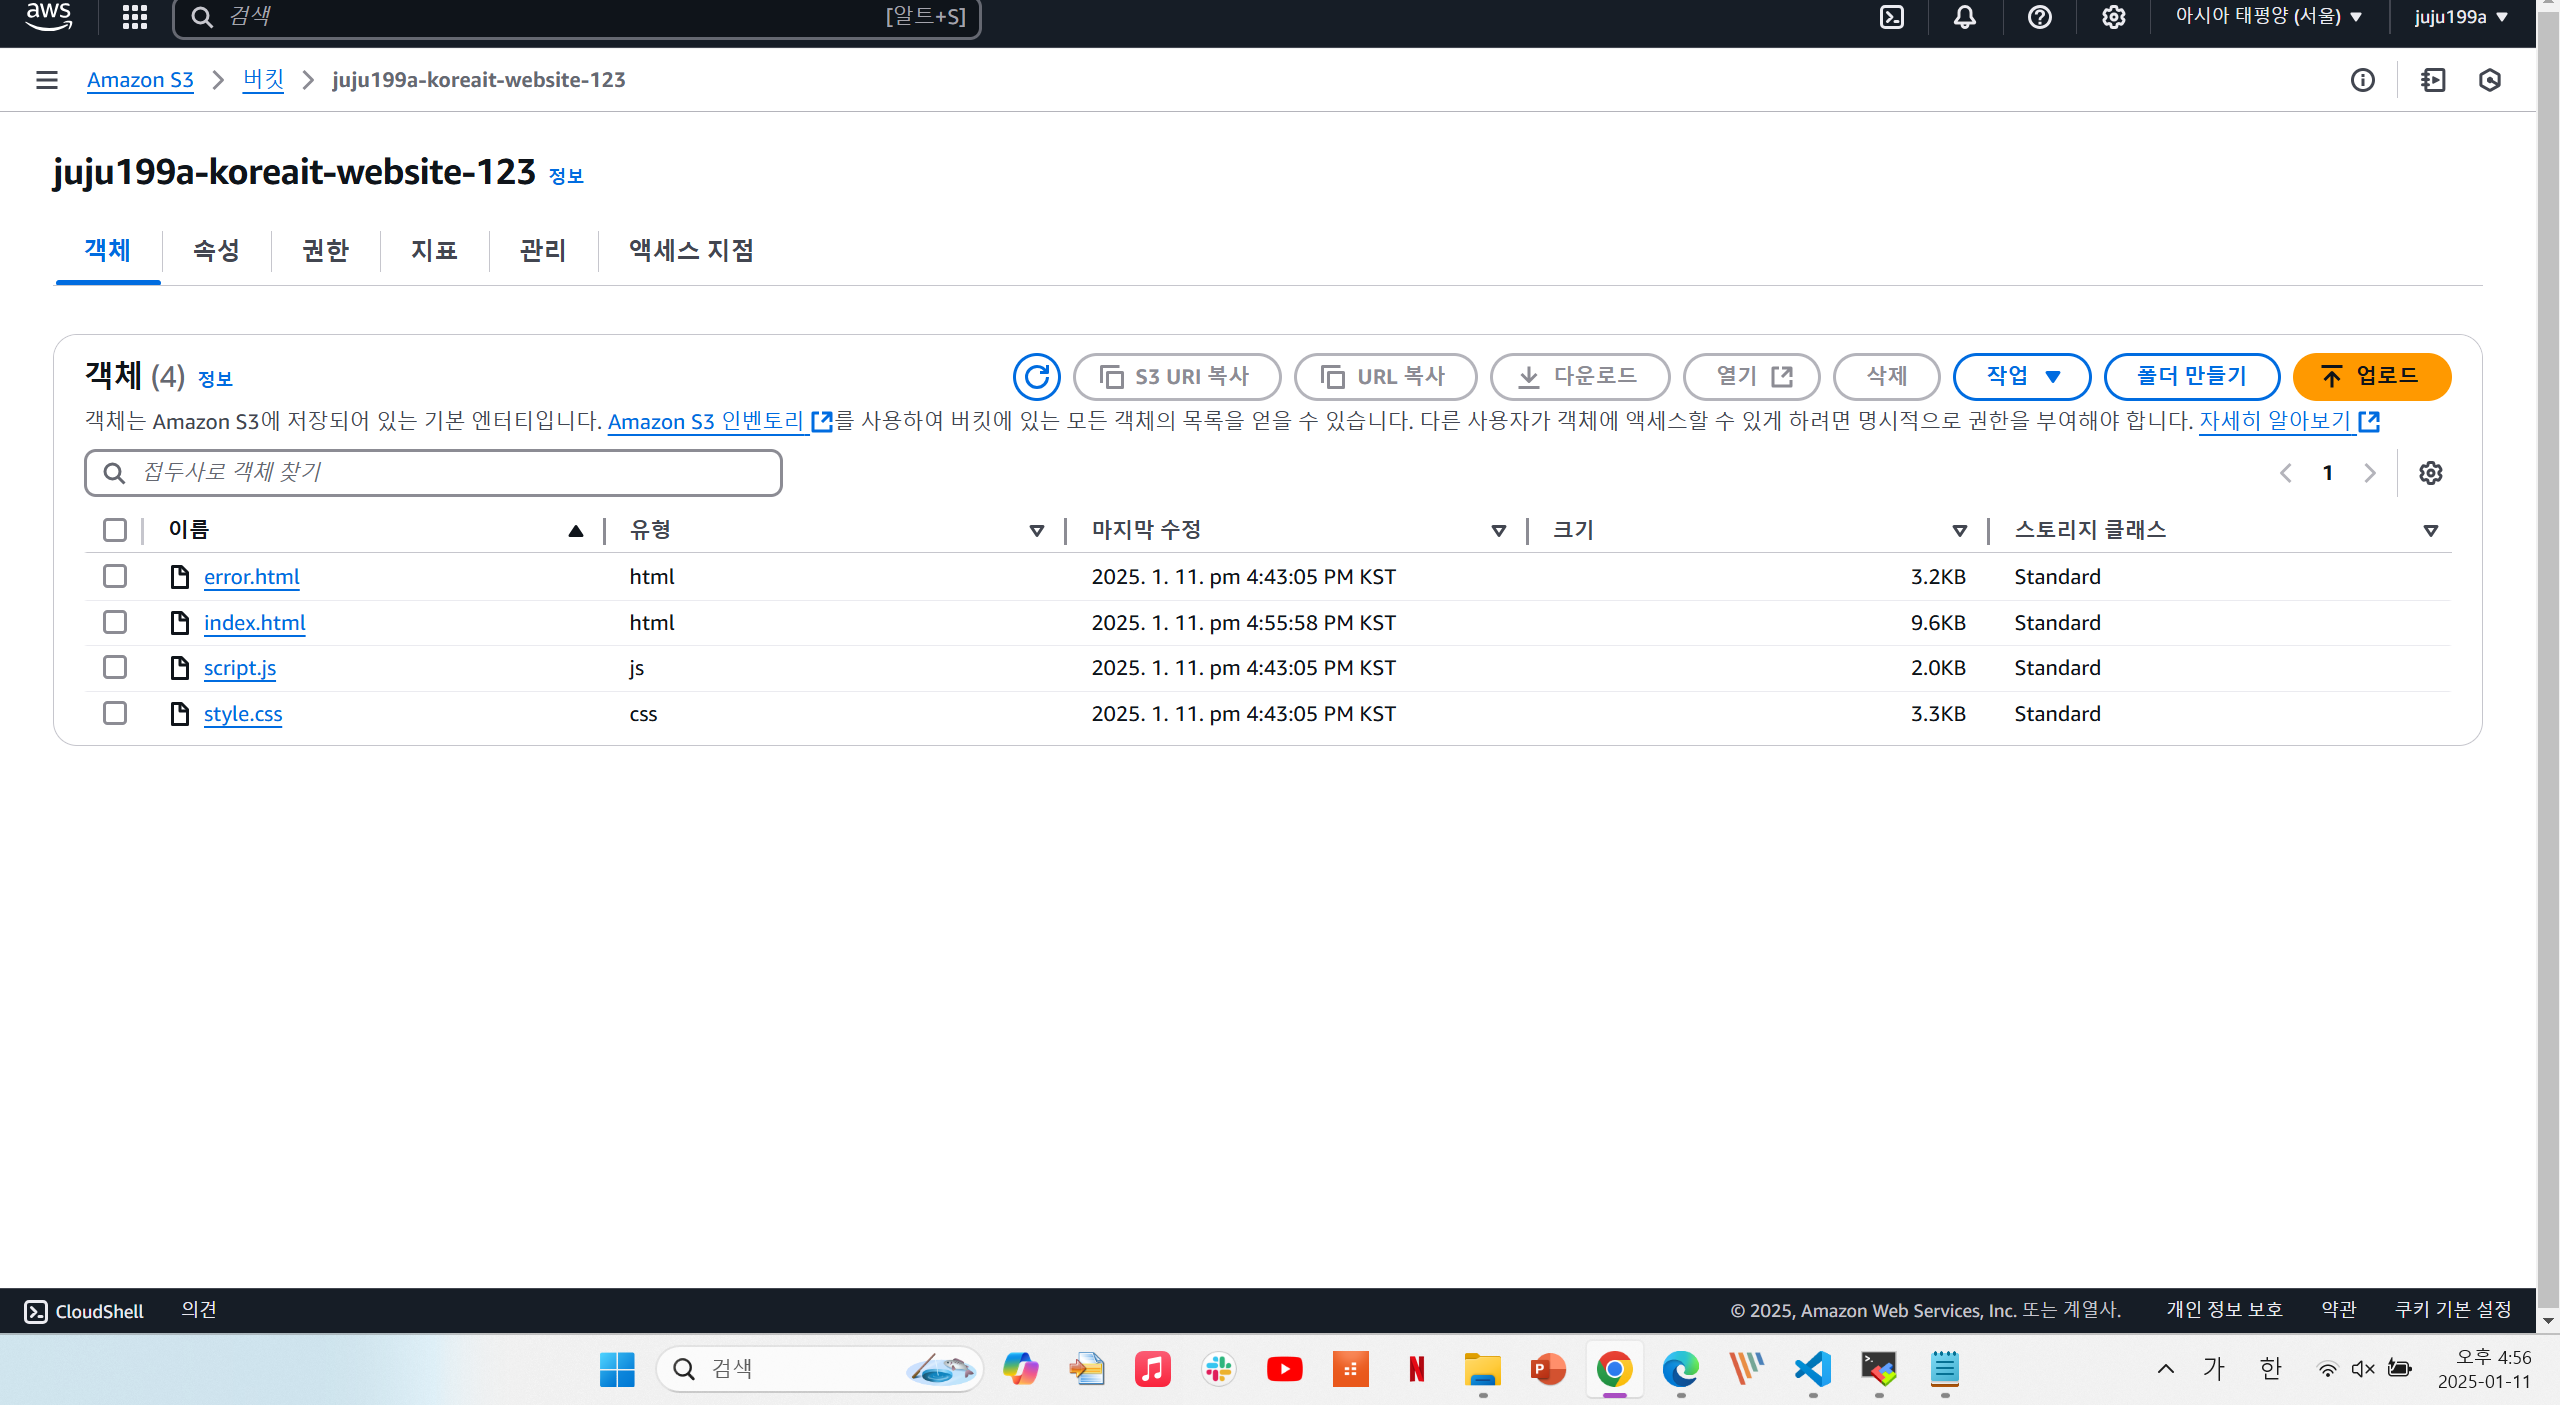 aws
검색
[알트+S]
아시아 태평양 (서울)
juju199a
Amazon S3
버킷
juju199a-koreait-website-123
juju199a-koreait-website-123 정보
객체
속성
권한
지표
관리
액세스 지점
객체 (4) 정보
S3 URI 복사
URL 복사
다운로드
열기
삭제
작업
폴더 만들기
업로드
객체는 Amazon S3에 저장되어 있는 기본 엔터티입니다. Amazon S3 인벤토리 를 사용하여 버킷에 있는 모든 객체의 목록을 얻을 수 있습니다. 다른 사용자가 객체에 액세스할 수 있게 하려면 명시적으로 권한을 부여해야 합니다. 자세히 알아보기
접두사로 객체 찾기
1
이름 유형 마지막 수정 크기 스토리지 클래스
error.html html 2025. 1. 11. pm 4:43:05 PM KST 3.2KB Standard
index.html html 2025. 1. 11. pm 4:55:58 PM KST 9.6KB Standard
script.js js 2025. 1. 11. pm 4:43:05 PM KST 2.0KB Standard
style.css css 2025. 1. 11. pm 4:43:05 PM KST 3.3KB Standard
CloudShell
의견
© 2025, Amazon Web Services, Inc. 또는 계열사.
개인 정보 보호
약관
쿠키 기본 설정
검색
N
P
가
한
오후 4:56
2025-01-11